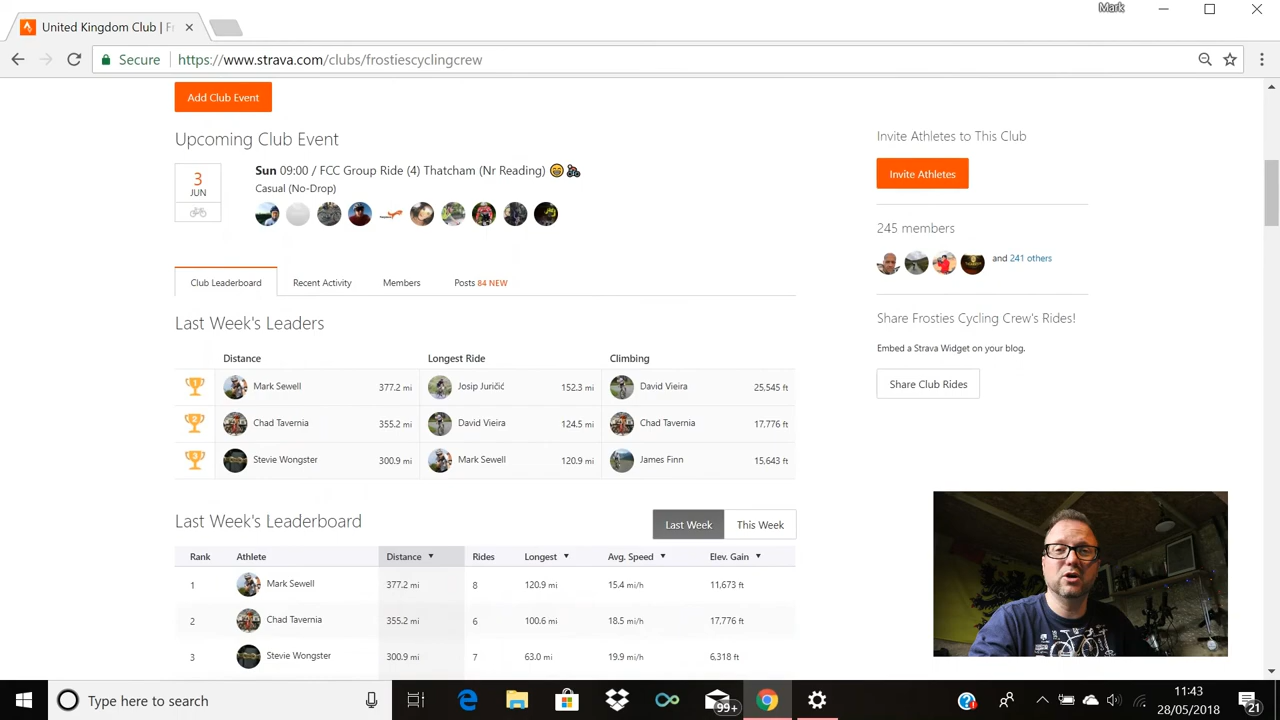 Mark
United Kingdom Club | Fr
Secure https://www.strava.com/clubs/frostiescyclingcrew
Add Club Event
Upcoming Club Event
3
JUN
Sun 09:00 / FCC Group Ride (4) Thatcham (Nr Reading)
Casual (No-Drop)
Invite Athletes to This Club
Invite Athletes
245 members
and 241 others
Club Leaderboard Recent Activity Members Posts 84 NEW
Share Frosties Cycling Crew's Rides!
Embed a Strava Widget on your blog.
Share Club Rides
Last Week's Leaders
Distance Longest Ride Climbing
1 Mark Sewell 377.2 mi Josip Juričić 152.3 mi David Vieira 25,545 ft
2 Chad Tavernia 355.2 mi David Vieira 124.5 mi Chad Tavernia 17,776 ft
3 Stevie Wongster 300.9 mi Mark Sewell 120.9 mi James Finn 15,643 ft
Last Week's Leaderboard
Last Week This Week
Rank Athlete Distance Rides Longest Avg. Speed Elev. Gain
1 Mark Sewell 377.2 mi 8 120.9 mi 15.4 mi/h 11,673 ft
2 Chad Tavernia 355.2 mi 6 100.6 mi 18.5 mi/h 17,776 ft
3 Stevie Wongster 300.9 mi 7 63.0 mi 19.9 mi/h 6,318 ft
Type here to search
99+
11:43
28/05/2018
21